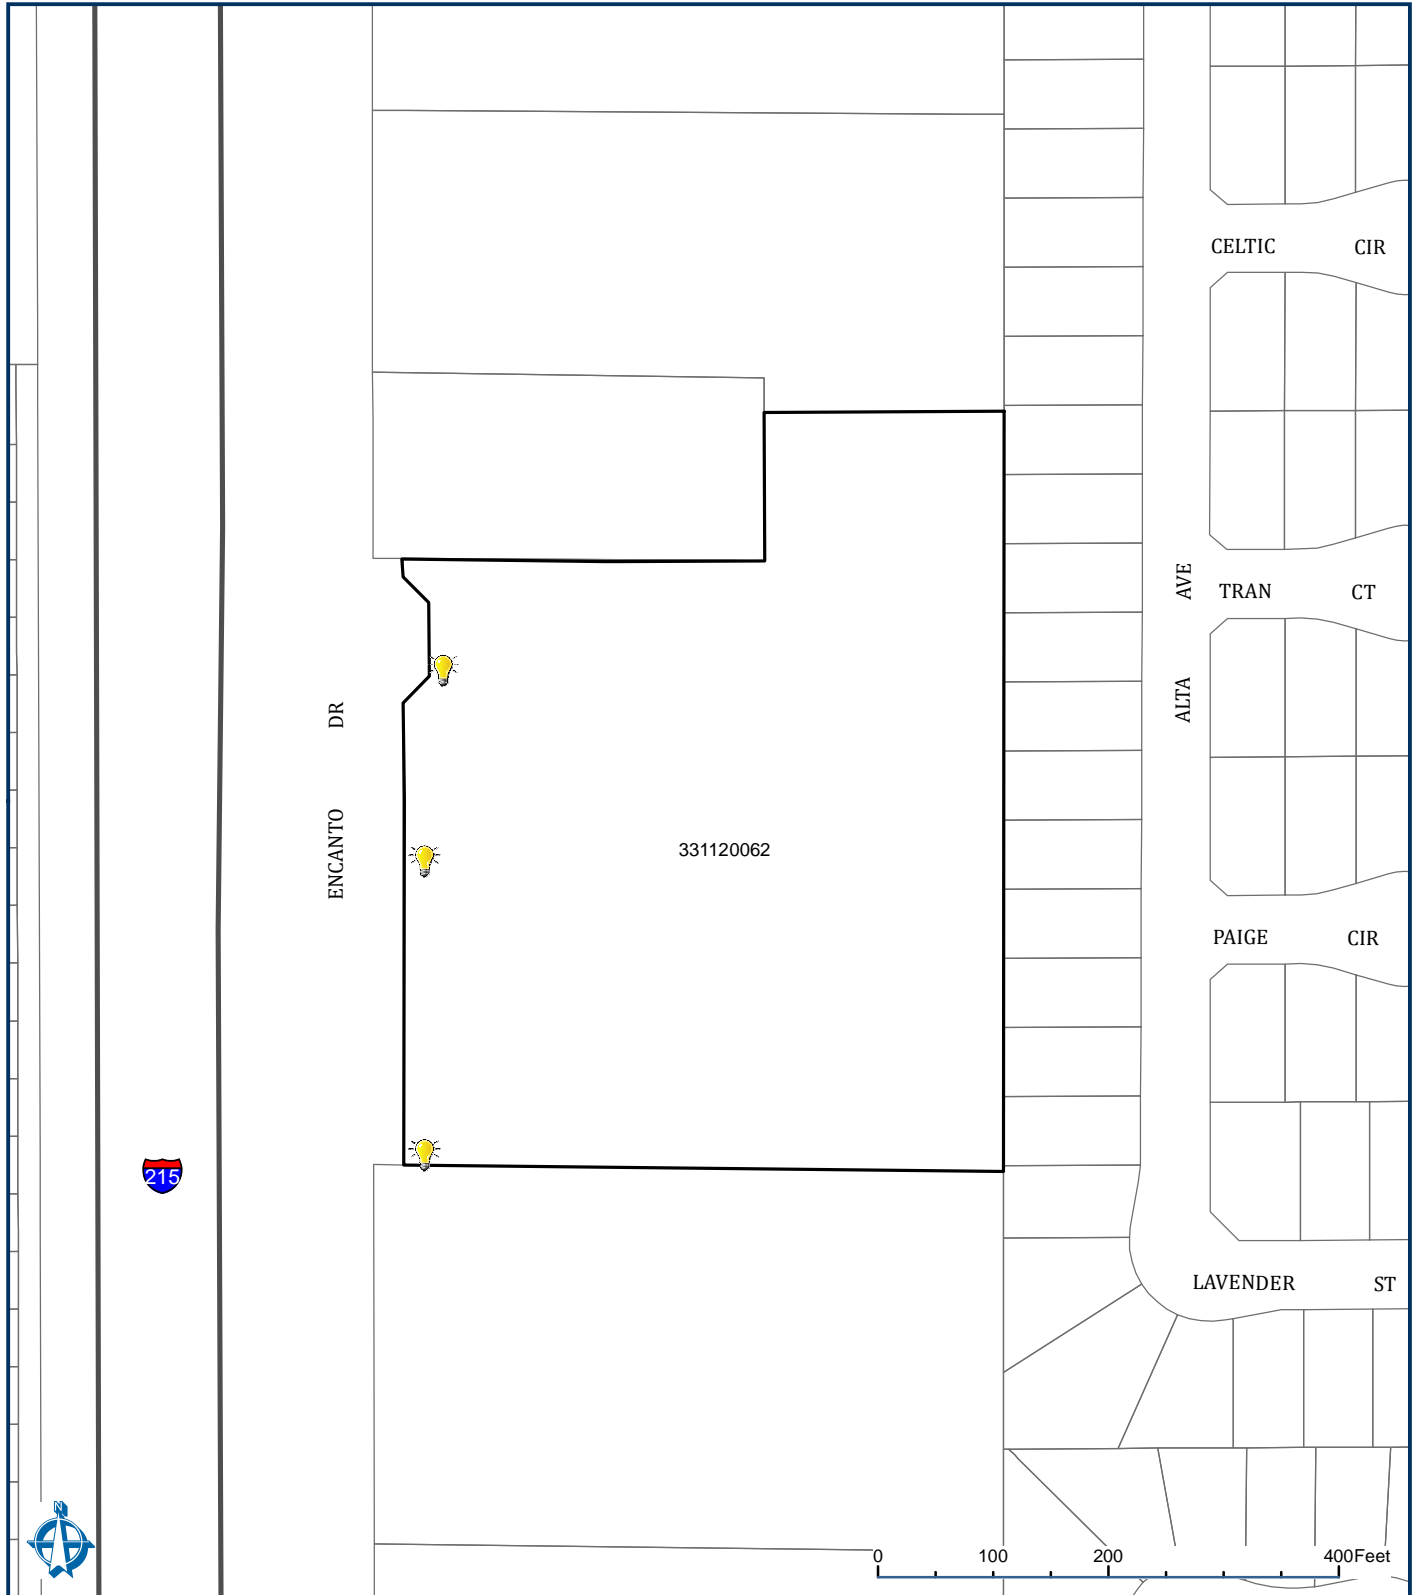 CELTIC CIR
AVE
TRAN CT
ALTA
DR
ENCANTO
331120062
PAIGE CIR
215
LAVENDER ST
N
0 100 200 400Feet